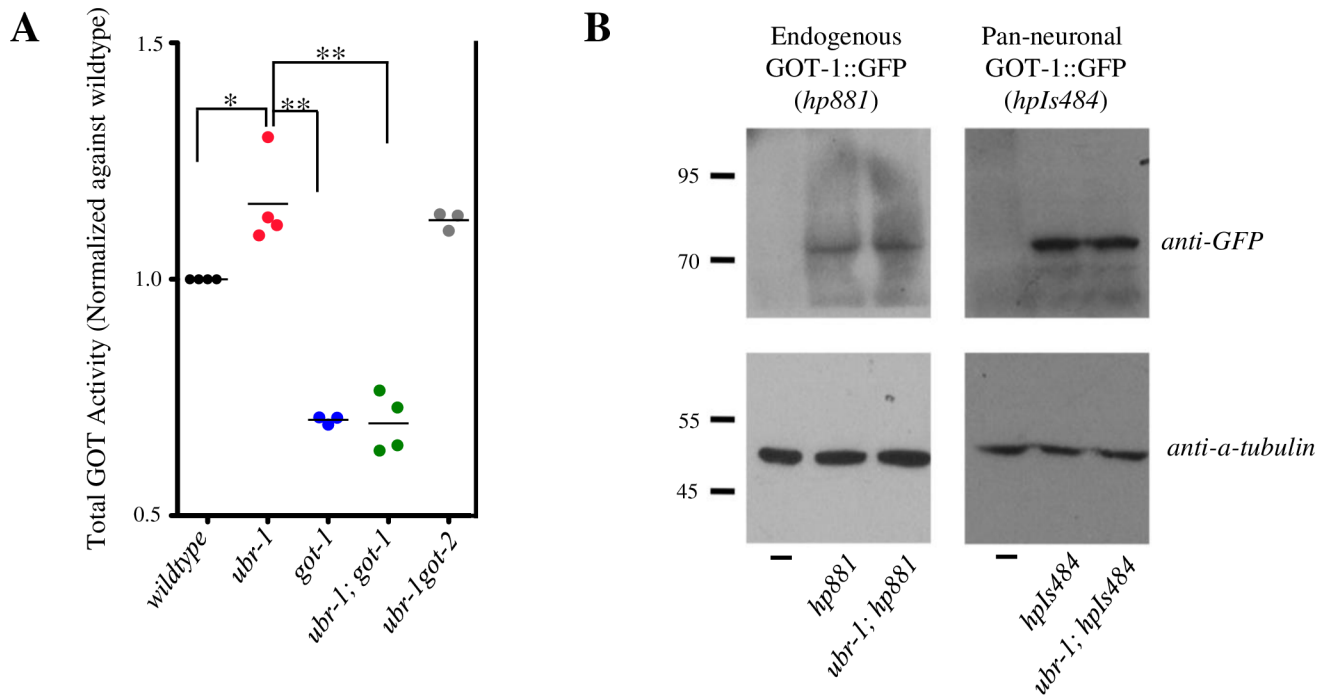 A
Total GOT Activity (Normalized against wildtype)
1.5
1.0
0.5
*
**
**
wildtype
ubr-1
got-1
ubr-1; got-1
ubr-1got-2
B
Endogenous
GOT-1::GFP
(hp881)
Pan-neuronal
GOT-1::GFP
(hpIs484)
95
70
anti-GFP
55
45
anti-a-tubulin
–
hp881
ubr-1; hp881
–
hpIs484
ubr-1; hpIs484